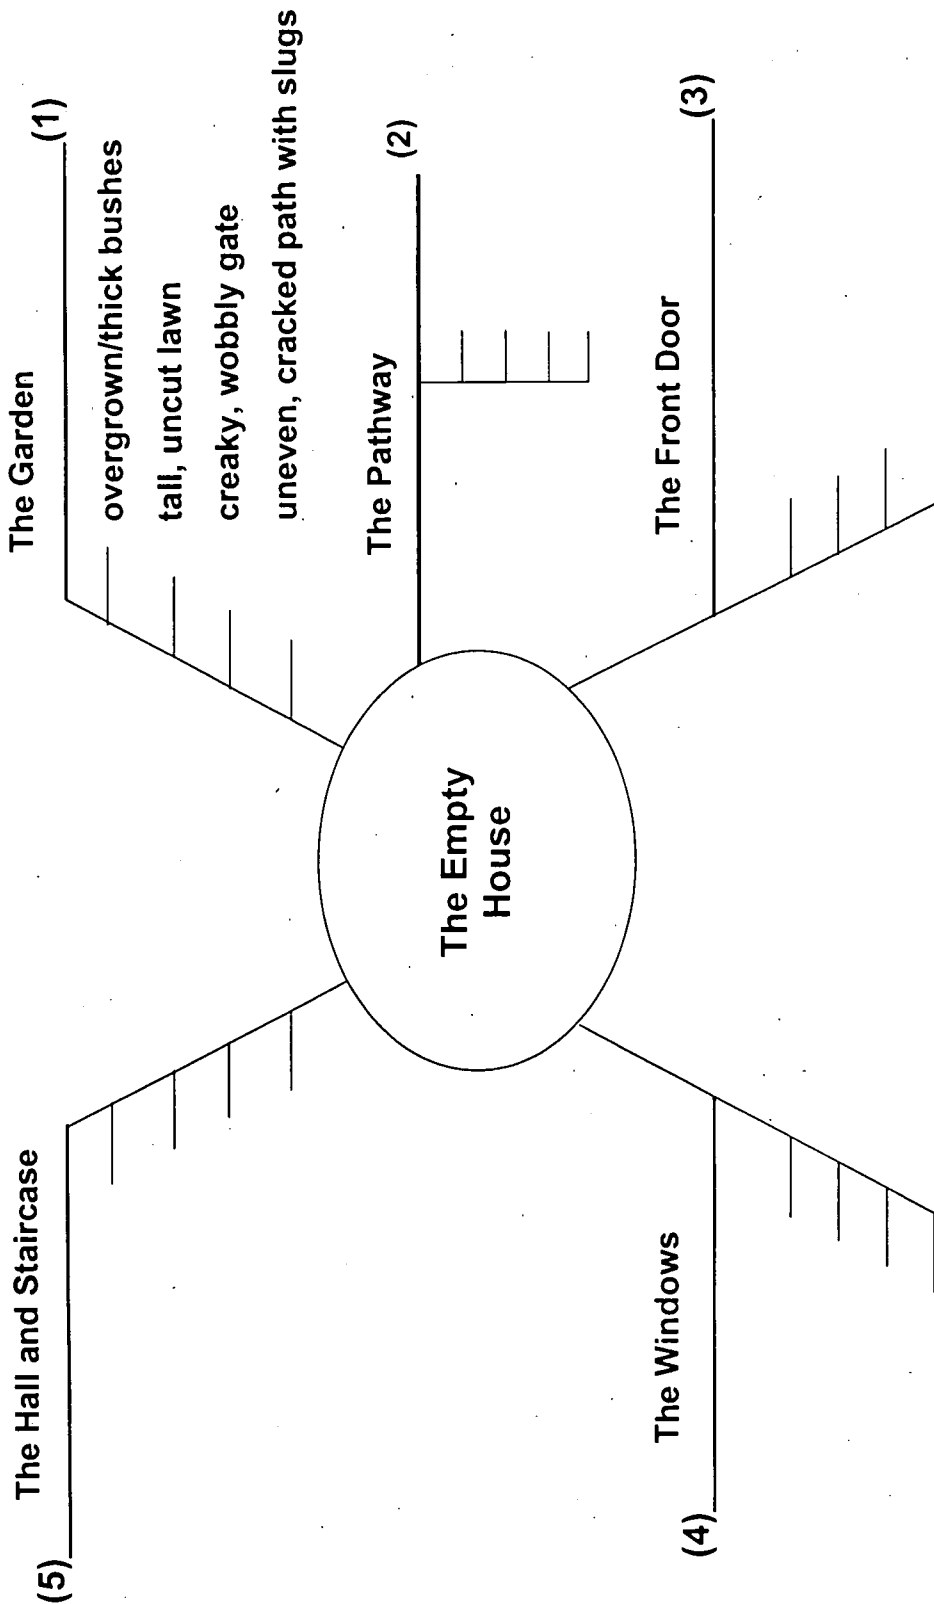 The Garden
(1)
overgrown/thick bushes
tall, uncut lawn
creaky, wobbly gate
uneven, cracked path with slugs
The Pathway
(2)
The Front Door
(3)
The Empty
House
The Windows
(4)
The Hall and Staircase
(5)